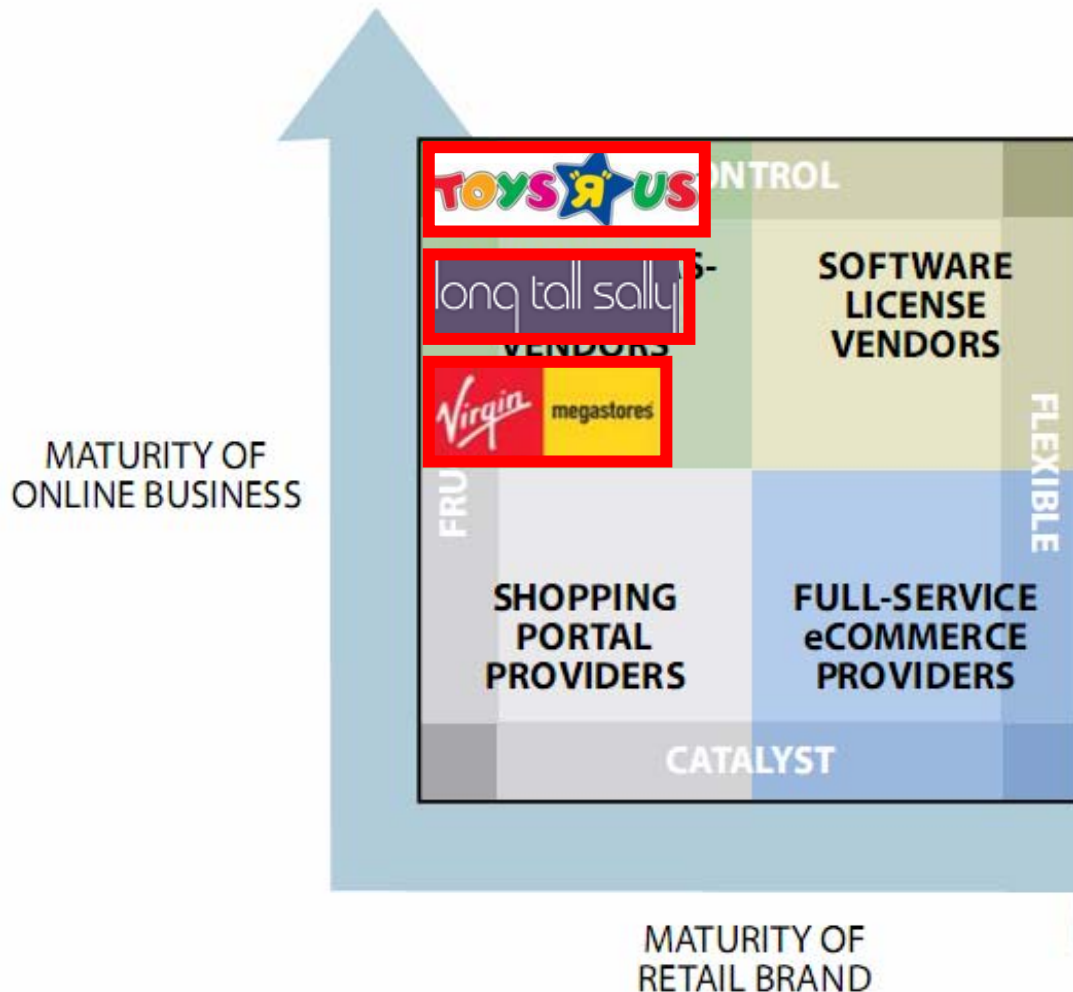 TOYS "R" US
NTROL
long tall sally
S-
VENDORS
SOFTWARE
LICENSE
VENDORS
Virgin megastores
FRU
FLEXIBLE
MATURITY OF
ONLINE BUSINESS
SHOPPING
PORTAL
PROVIDERS
FULL-SERVICE
eCOMMERCE
PROVIDERS
CATALYST
MATURITY OF
RETAIL BRAND